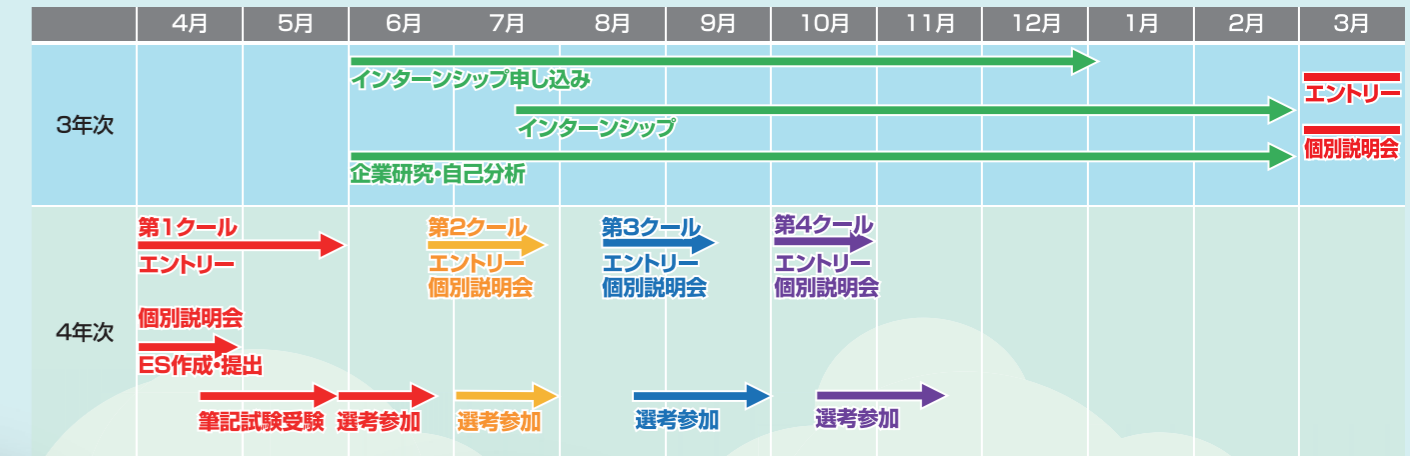 4月 5月 6月 7月 8月 9月 10月 11月 12月 1月 2月 3月
3年次
インターンシップ申し込み
インターンシップ
企業研究・自己分析
エントリー
個別説明会
4年次
第1クール
エントリー
個別説明会
ES作成・提出
筆記試験受験
選考参加
第2クール
エントリー
個別説明会
選考参加
第3クール
エントリー
個別説明会
選考参加
第4クール
エントリー
個別説明会
選考参加